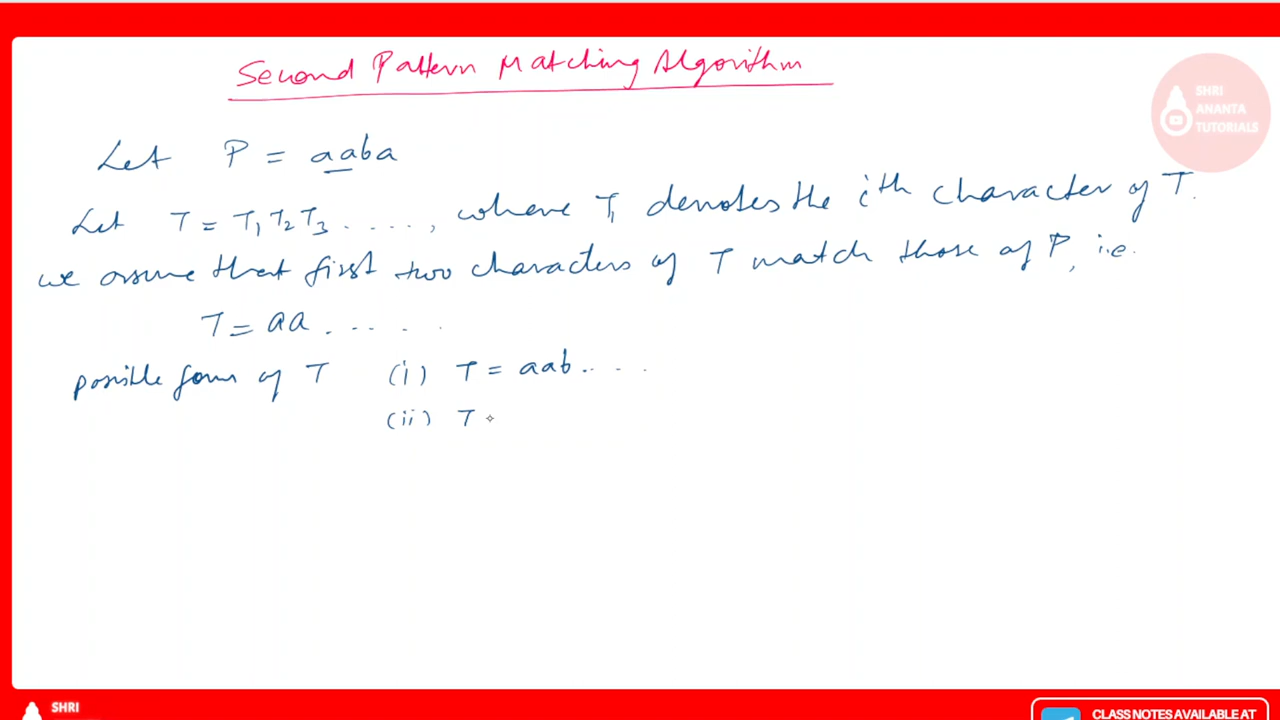 Second Pattern Matching Algorithm
SHRI
ANANTA
TUTORIALS
Let P = aaba
Let T = T1 T2 T3 . . . . . , where Ti denotes the ith character of T.
we assume that first two characters of T match those of P, i.e.
T = aa . . . . .
possible form of T (i) T = aab. . . .
(ii) T
SHRI
CLASS NOTES AVAILABLE AT